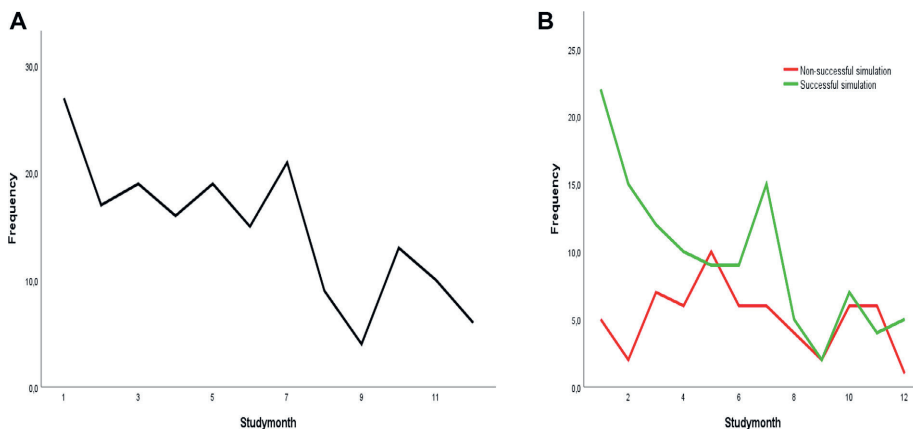 A
Frequency
30,0
20,0
10,0
0,0
1
3
5
7
9
11
Studymonth
B
Frequency
25,0
20,0
15,0
10,0
5,0
0,0
2
4
6
8
10
12
Studymonth
Non-successful simulation
Successful simulation